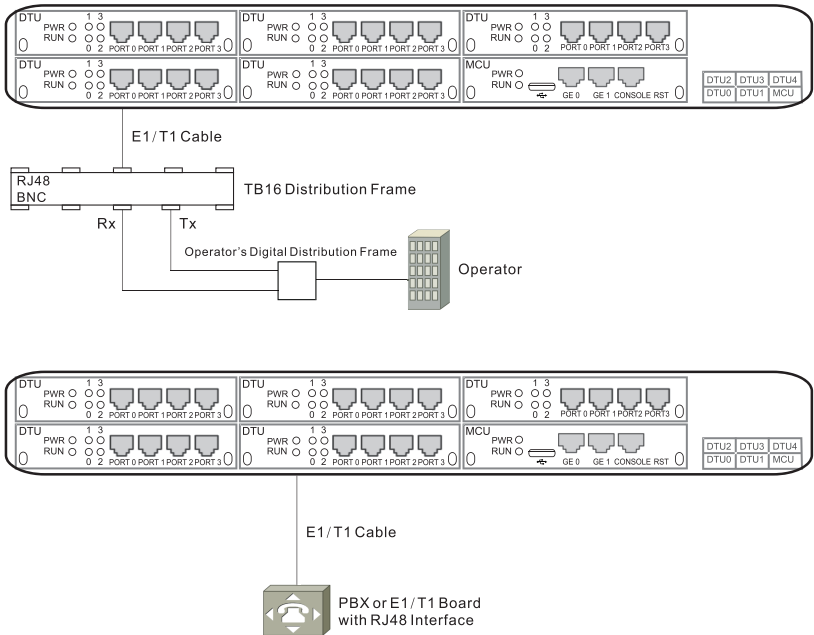 DTU PWR RUN 1 3 0 2 PORT 0 PORT 1 PORT 2 PORT 3
DTU PWR RUN 1 3 0 2 PORT 0 PORT 1 PORT 2 PORT 3
DTU PWR RUN 1 3 0 2 PORT 0 PORT 1 PORT2 PORT3
DTU PWR RUN 1 3 0 2 PORT 0 PORT 1 PORT 2 PORT 3
DTU PWR RUN 1 3 0 2 PORT 0 PORT 1 PORT 2 PORT 3
MCU PWR RUN GE 0 GE 1 CONSOLE RST
DTU2 DTU3 DTU4
DTU0 DTU1 MCU
E1/T1 Cable
RJ48
BNC
TB16 Distribution Frame
Rx
Tx
Operator's Digital Distribution Frame
Operator
DTU PWR RUN 1 3 0 2 PORT 0 PORT 1 PORT 2 PORT 3
DTU PWR RUN 1 3 0 2 PORT 0 PORT 1 PORT 2 PORT 3
DTU PWR RUN 1 3 0 2 PORT 0 PORT 1 PORT2 PORT3
DTU PWR RUN 1 3 0 2 PORT 0 PORT 1 PORT 2 PORT 3
DTU PWR RUN 1 3 0 2 PORT 0 PORT 1 PORT 2 PORT 3
MCU PWR RUN GE 0 GE 1 CONSOLE RST
DTU2 DTU3 DTU4
DTU0 DTU1 MCU
E1/T1 Cable
PBX or E1/T1 Board
with RJ48 Interface